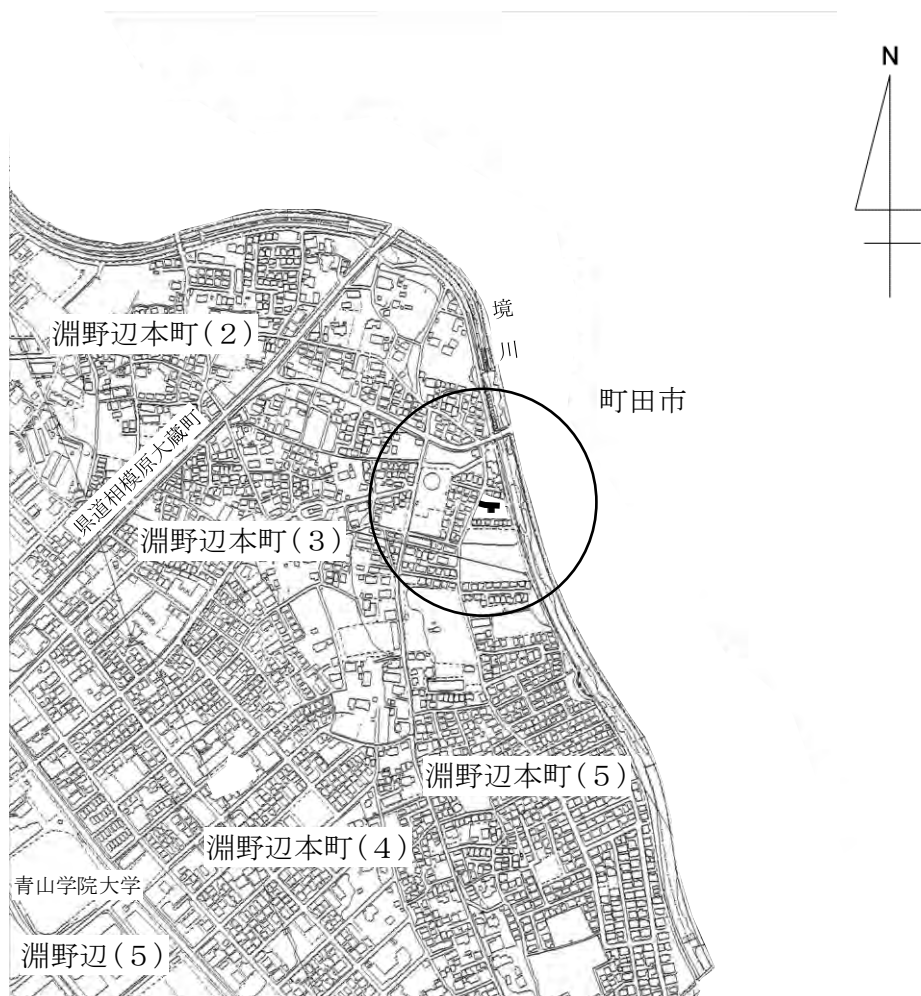 N
境川
淵野辺本町(2)
町田市
県道相模原大蔵町
淵野辺本町(3)
淵野辺本町(5)
淵野辺本町(4)
青山学院大学
淵野辺(5)